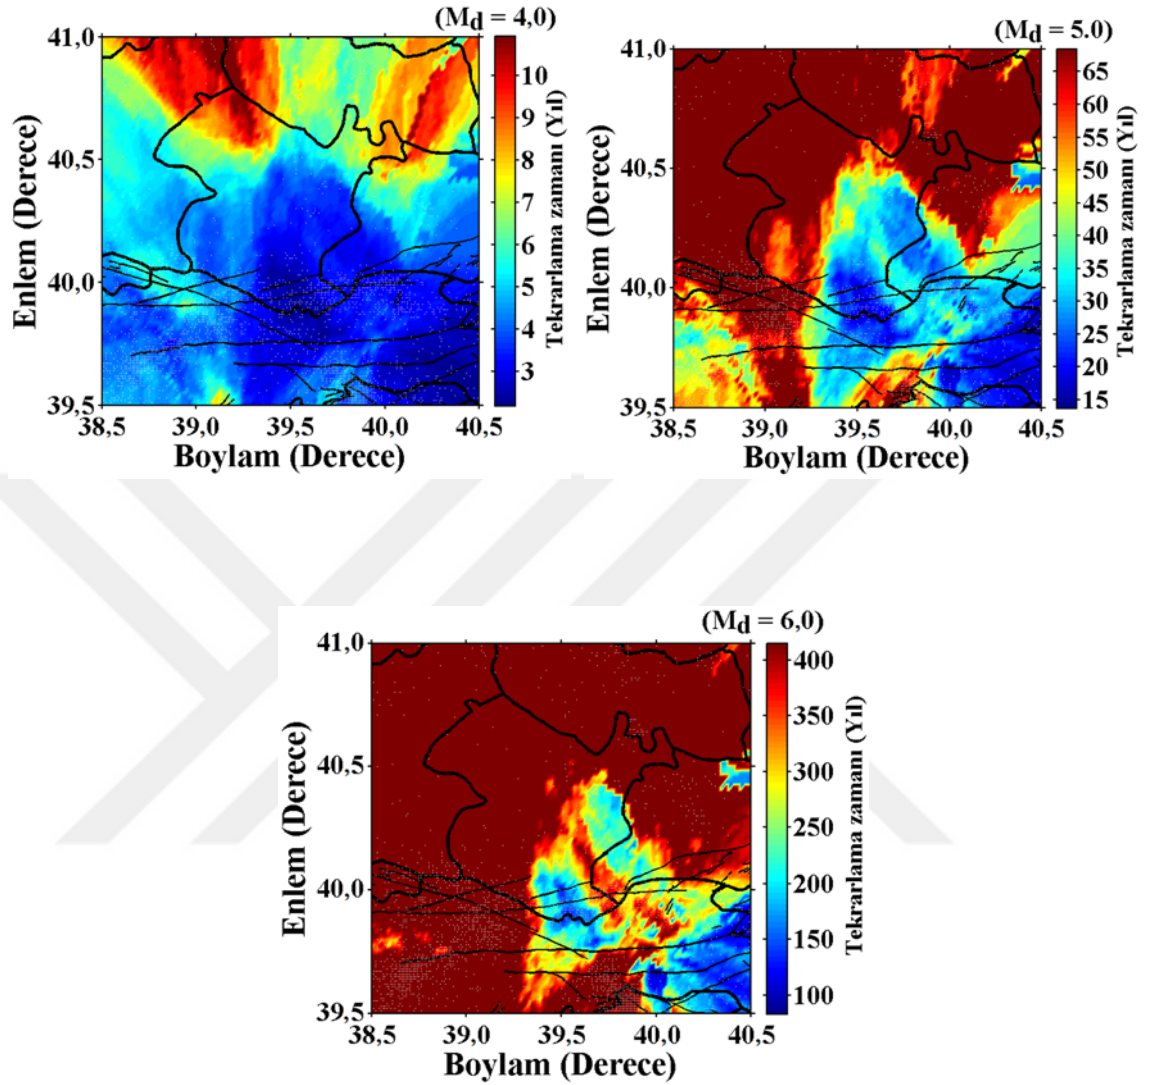 (Md = 4,0)
41,0
40,5
40,0
39,5
38,5 39,0 39,5 40,0 40,5
Enlem (Derece)
Boylam (Derece)
10
9
8
7
6
5
4
3
Tekrarlama zamanı (Yıl)
(Md = 5.0)
41,0
40,5
40,0
39,5
38,5 39,0 39,5 40,0 40,5
Enlem (Derece)
Boylam (Derece)
65
60
55
50
45
40
35
30
25
20
15
Tekrarlama zamanı (Yıl)
(Md = 6,0)
41,0
40,5
40,0
39,5
38,5 39,0 39,5 40,0 40,5
Enlem (Derece)
Boylam (Derece)
400
350
300
250
200
150
100
Tekrarlama zamanı (Yıl)